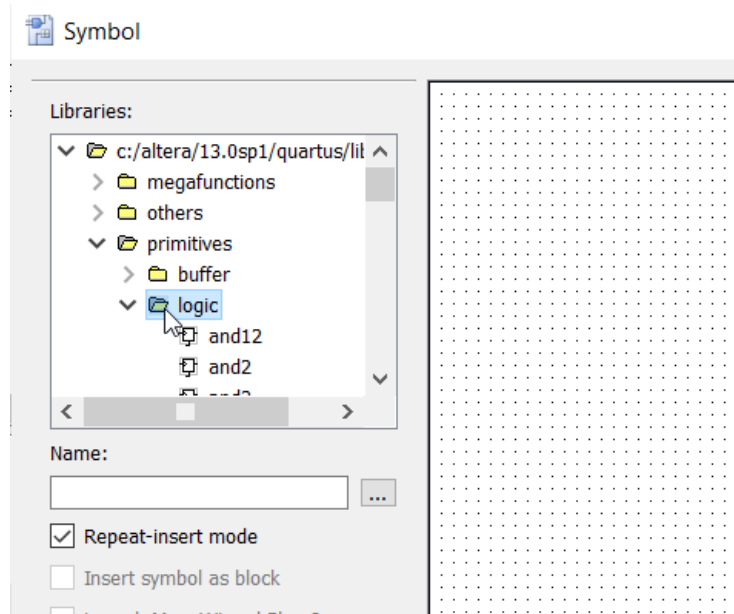 Symbol
Libraries:
c:/altera/13.0sp1/quartus/lib
megafunctions
others
primitives
buffer
logic
and12
and2
Name:
...
Repeat-insert mode
Insert symbol as block